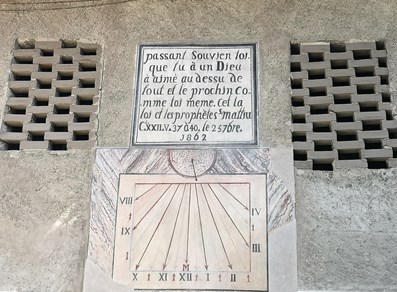 passant Souvien toi.
que tu à un Dieu
à aimé au dessu de
tout et le prochin co-
mme toi meme. Cet la
loi et les prophètes St mathu
C.XXII.V. 37 à 40, le 25 7bre.
1862
VIII IV
IX III
X XI XII I II
M